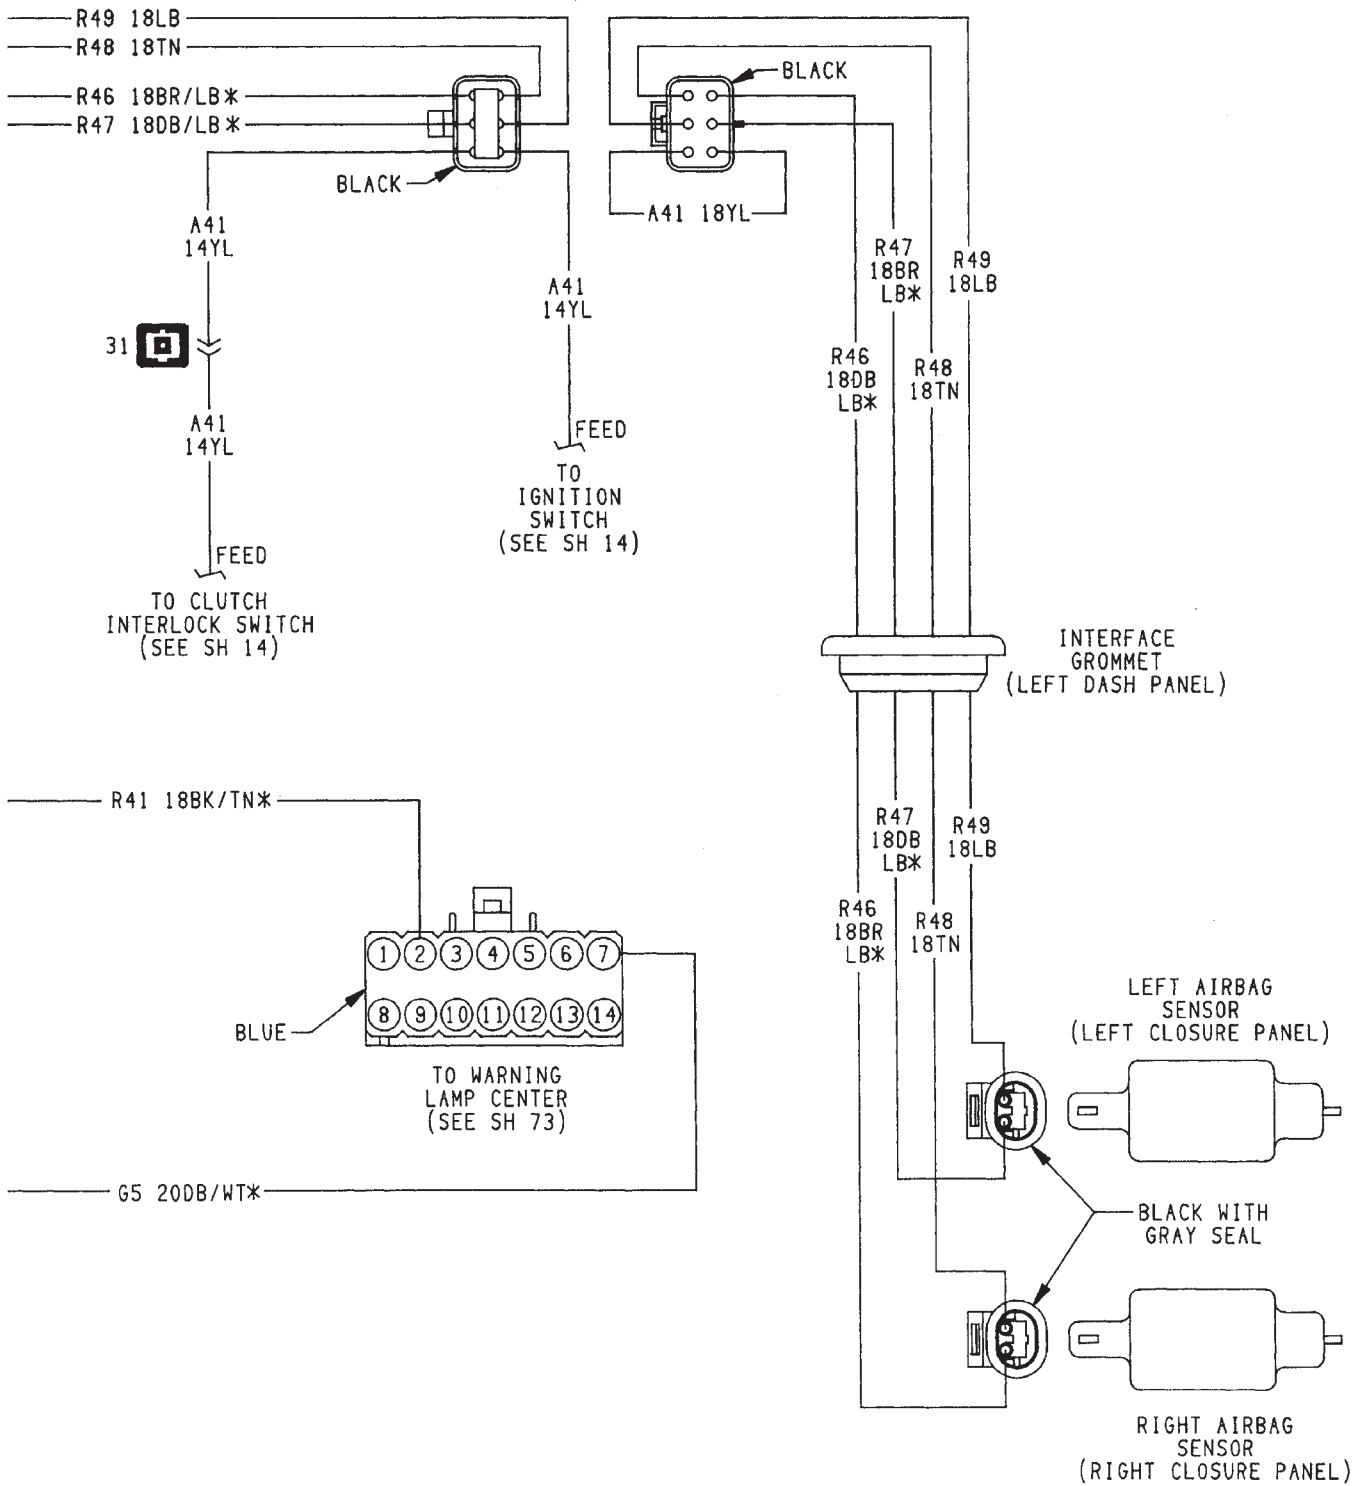 R49 18LB
R48 18TN
R46 18BR/LB*
R47 18DB/LB*
BLACK
BLACK
A41 18YL
A41
14YL
A41
14YL
31
A41
14YL
FEED
TO
IGNITION
SWITCH
(SEE SH 14)
FEED
TO CLUTCH
INTERLOCK SWITCH
(SEE SH 14)
R47
18BR
LB*
R49
18LB
R46
18DB
LB*
R48
18TN
INTERFACE
GROMMET
(LEFT DASH PANEL)
R41 18BK/TN*
R47
18DB
LB*
R49
18LB
R46
18BR
LB*
R48
18TN
1 2 3 4 5 6 7
8 9 10 11 12 13 14
BLUE
TO WARNING
LAMP CENTER
(SEE SH 73)
G5 20DB/WT*
LEFT AIRBAG
SENSOR
(LEFT CLOSURE PANEL)
BLACK WITH
GRAY SEAL
RIGHT AIRBAG
SENSOR
(RIGHT CLOSURE PANEL)